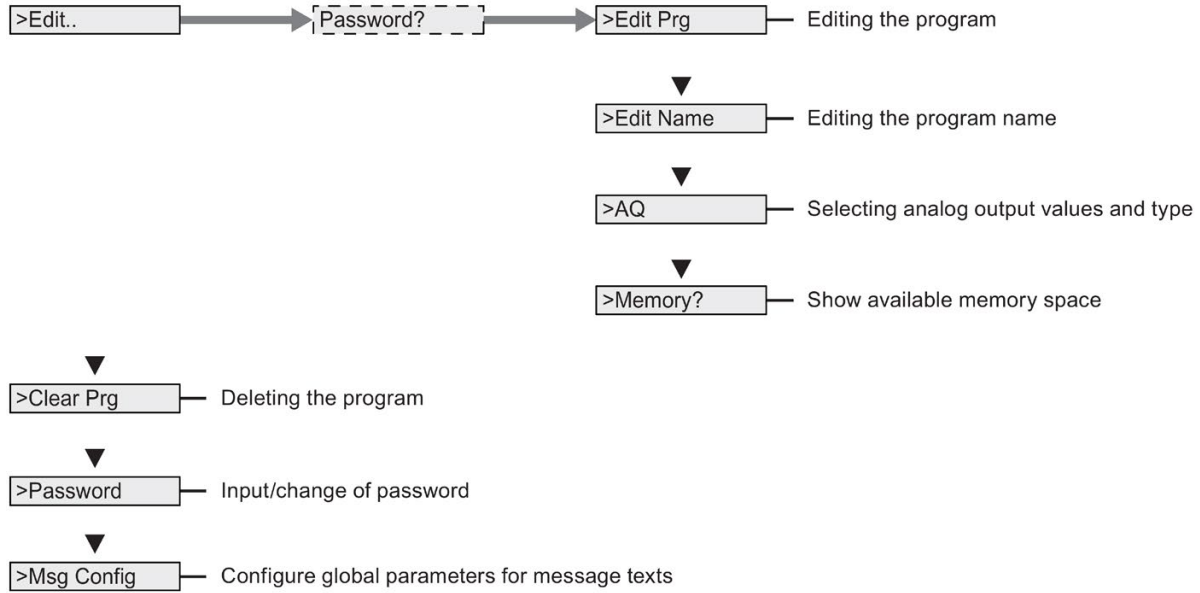 >Edit..
Password?
>Edit Prg
Editing the program
>Edit Name
Editing the program name
>AQ
Selecting analog output values and type
>Memory?
Show available memory space
>Clear Prg
Deleting the program
>Password
Input/change of password
>Msg Config
Configure global parameters for message texts